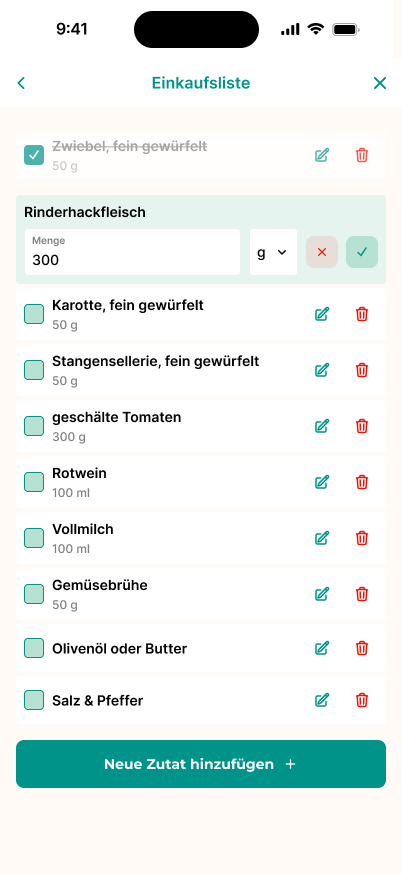 9:41
Einkaufsliste
Zwiebel, fein gewürfelt
50 g
Rinderhackfleisch
Menge
300
g
Karotte, fein gewürfelt
50 g
Stangensellerie, fein gewürfelt
50 g
geschälte Tomaten
300 g
Rotwein
100 ml
Vollmilch
100 ml
Gemüsebrühe
50 g
Olivenöl oder Butter
Salz & Pfeffer
Neue Zutat hinzufügen +